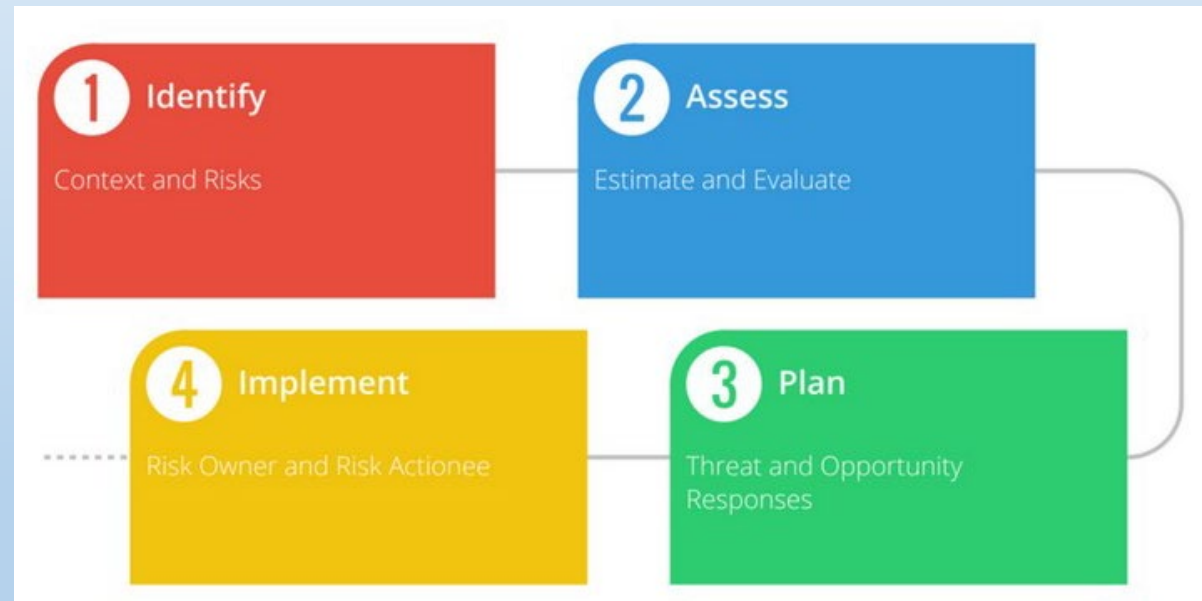 1 Identify
Context and Risks
2 Assess
Estimate and Evaluate
3 Plan
Threat and Opportunity
Responses
4 Implement
Risk Owner and Risk Actionee